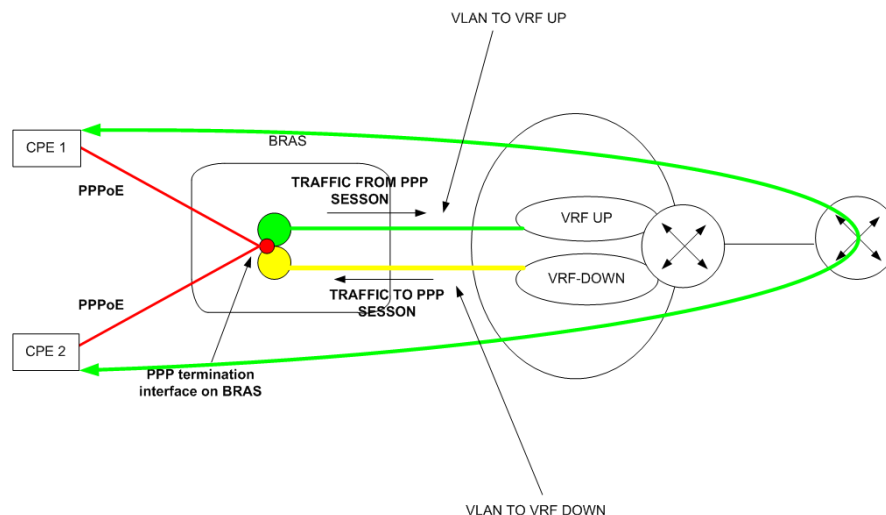 VLAN TO VRF UP
CPE 1
BRAS
PPPoE
TRAFFIC FROM PPP
SESSON
VRF UP
VRF-DOWN
TRAFFIC TO PPP
SESSON
PPPoE
CPE 2
PPP termination
interface on BRAS
VLAN TO VRF DOWN